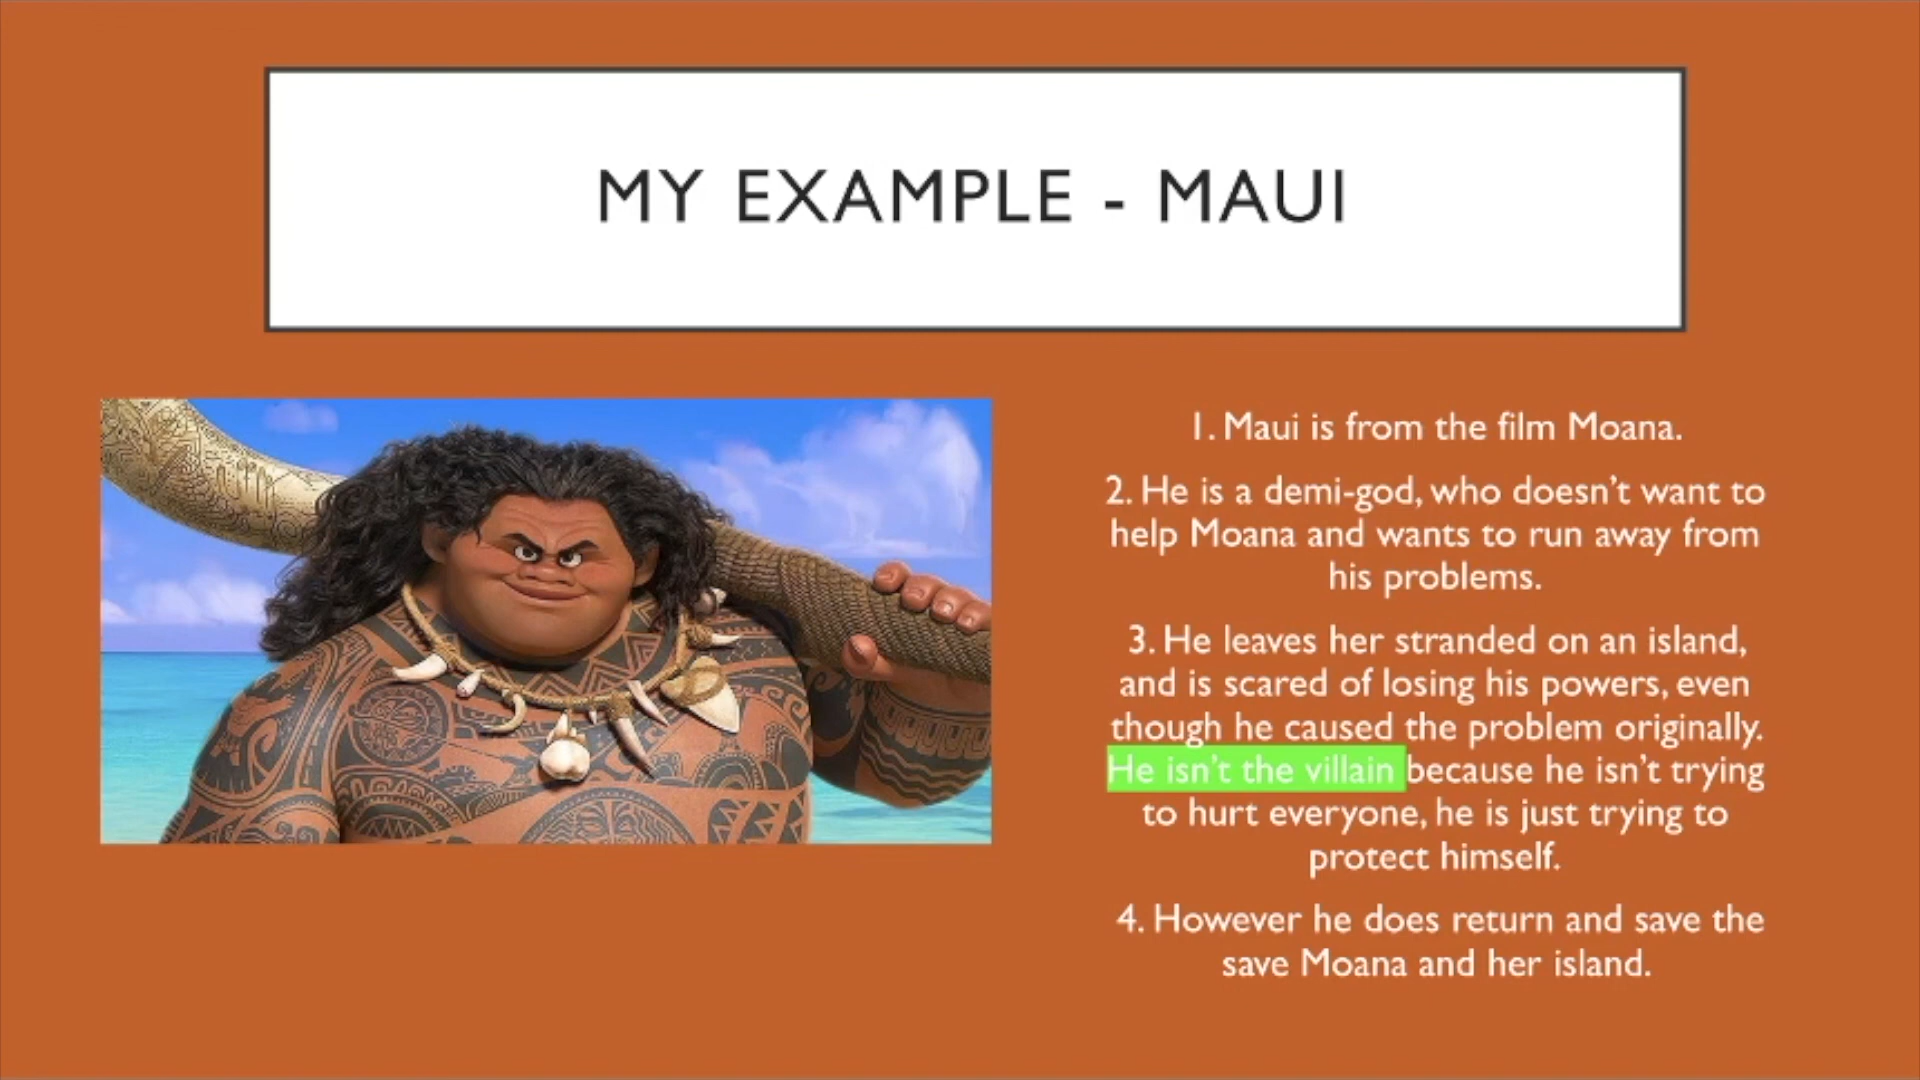 MY EXAMPLE - MAUI
1. Maui is from the film Moana.
2. He is a demi-god, who doesn't want to
help Moana and wants to run away from
his problems.
3. He leaves her stranded on an island,
and is scared of losing his powers, even
though he caused the problem originally.
He isn't the villain because he isn't trying
to hurt everyone, he is just trying to
protect himself.
4. However he does return and save the
save Moana and her island.